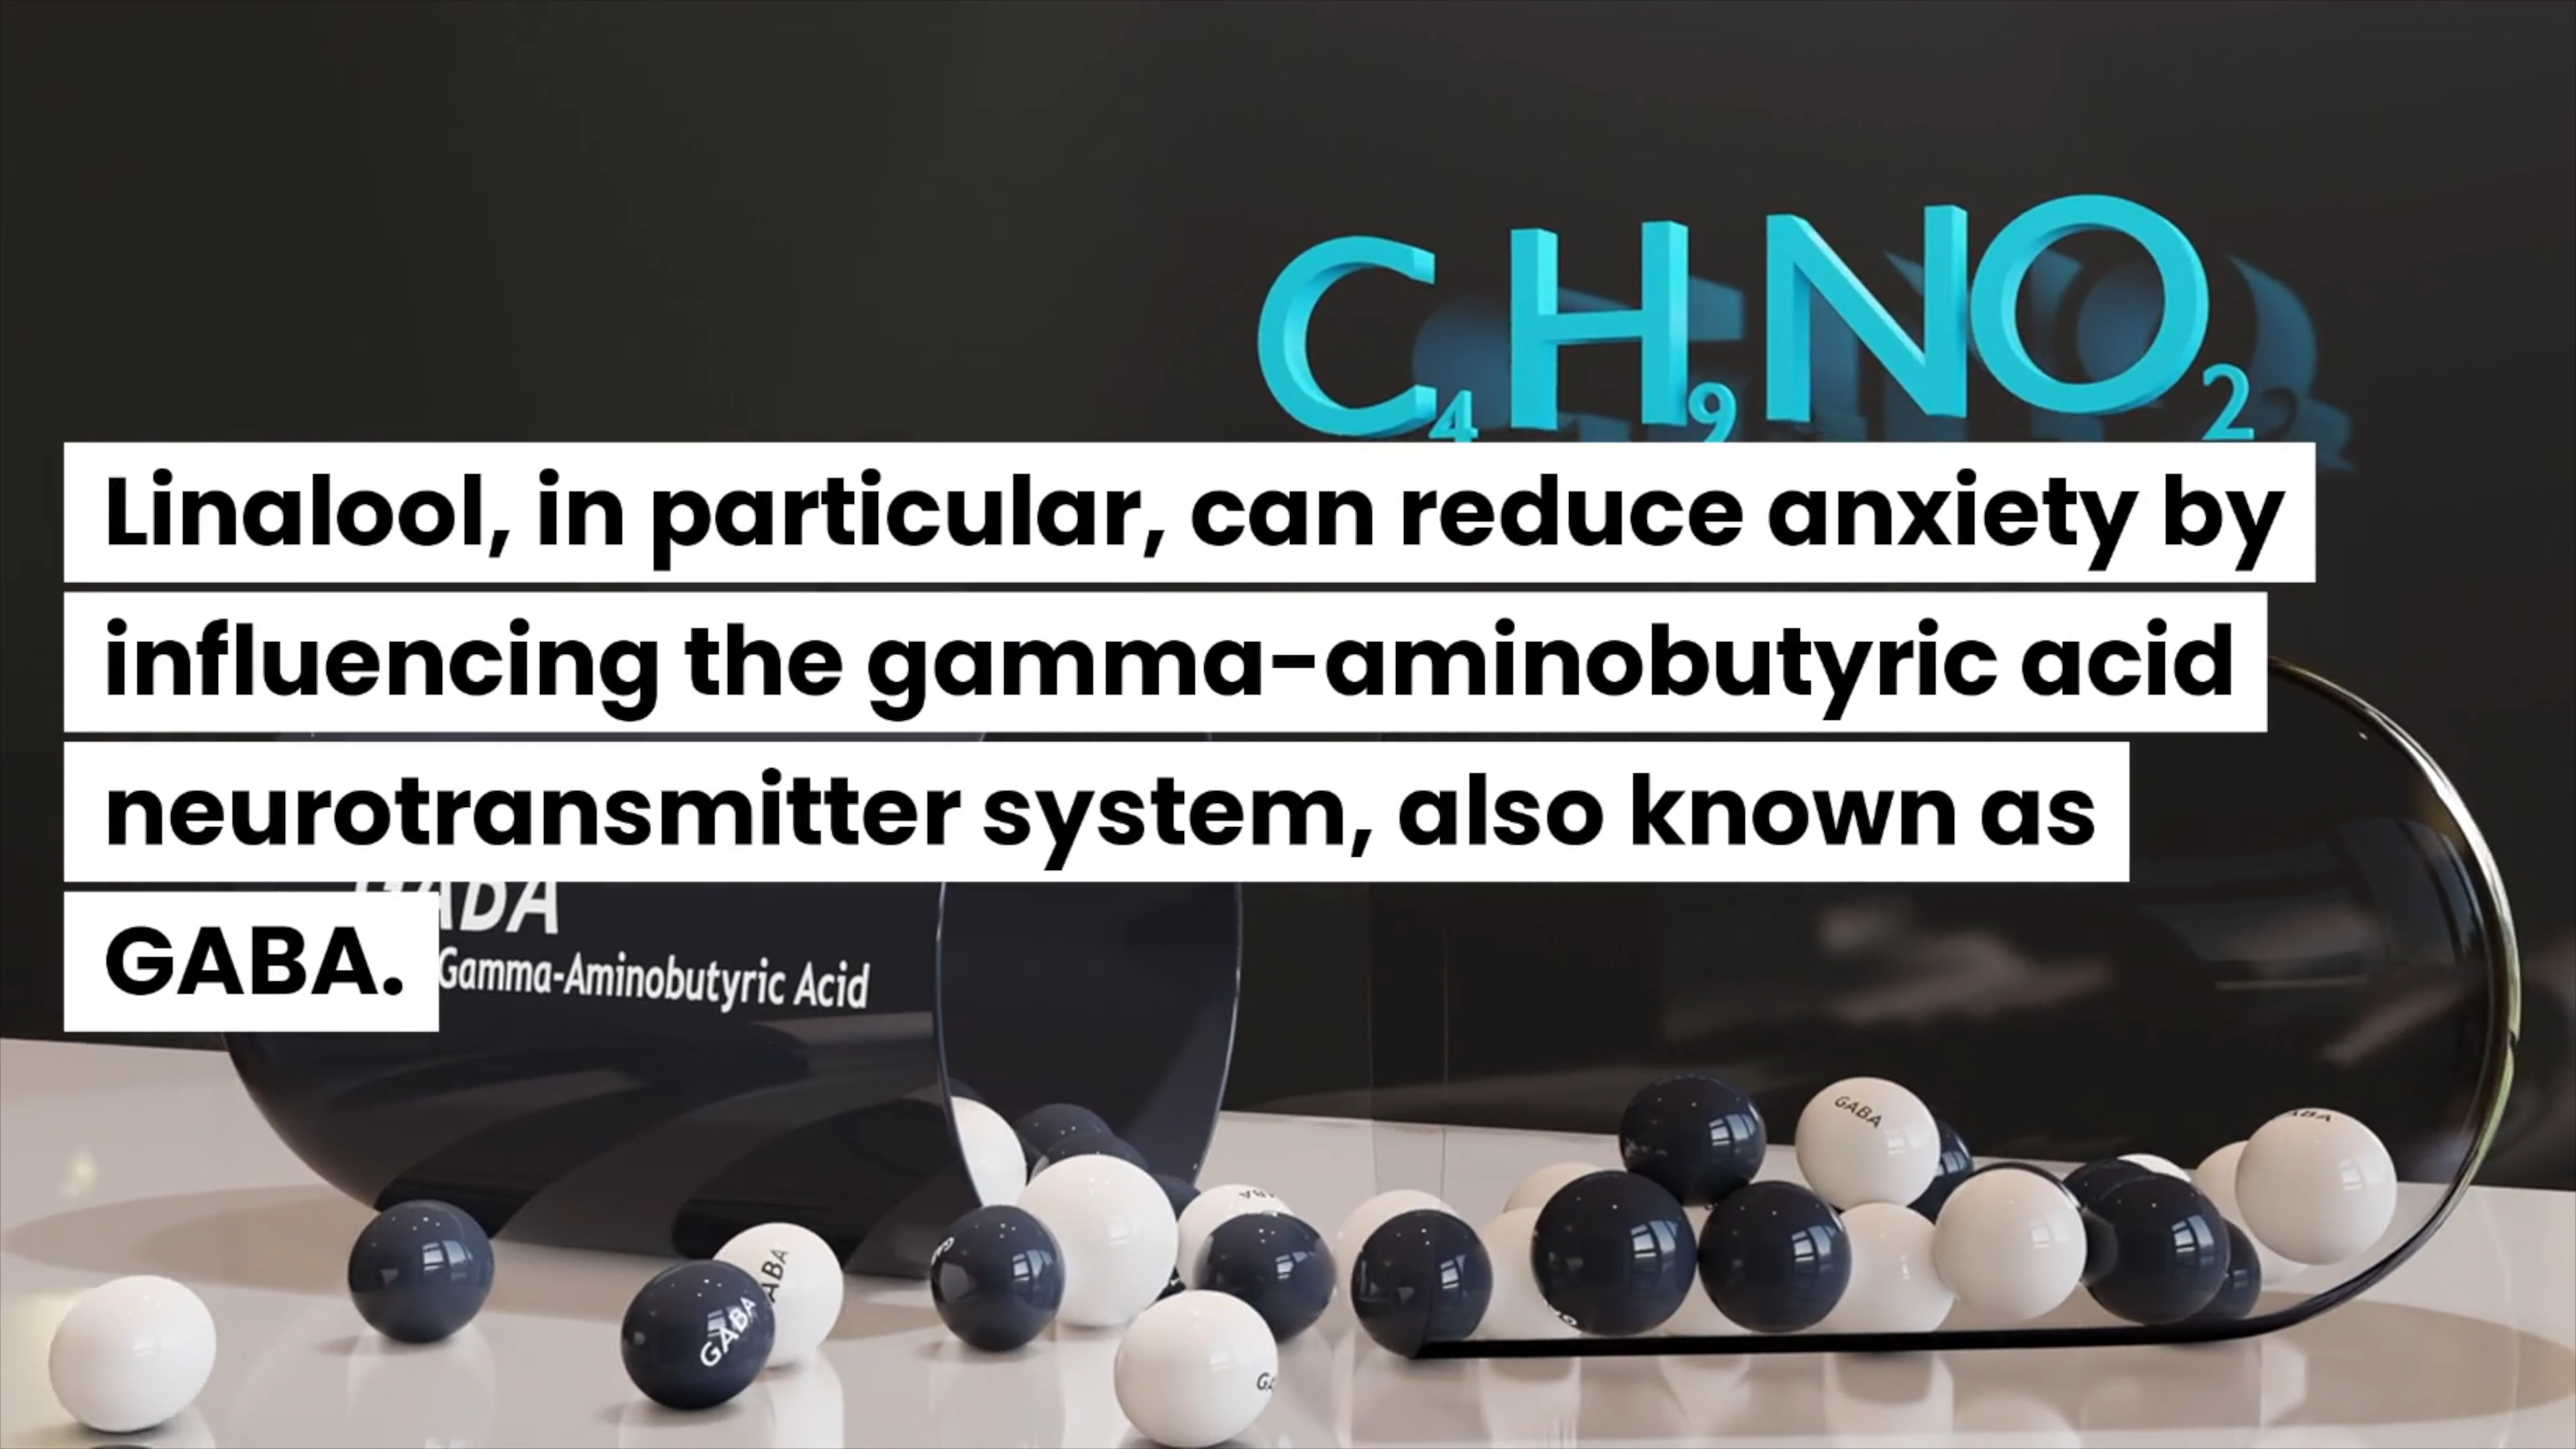 C4H9NO2
Linalool, in particular, can reduce anxiety by
influencing the gamma-aminobutyric acid
neurotransmitter system, also known as
GABA.
Gamma-Aminobutyric Acid
GABA
GABA
GABA